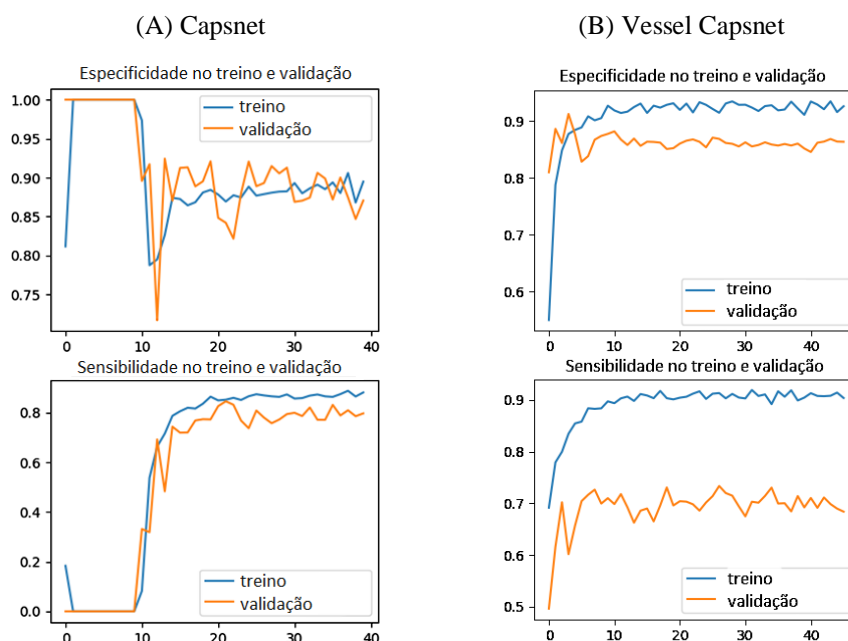 (A) Capsnet
Especificidade no treino e validação
1.00
0.95
0.90
0.85
0.80
0.75
treino
validação
0 10 20 30 40
Sensibilidade no treino e validação
0.8
0.6
0.4
0.2
0.0
treino
validação
0 10 20 30 40
(B) Vessel Capsnet
Especificidade no treino e validação
0.9
0.8
0.7
0.6
treino
validação
0 10 20 30 40
Sensibilidade no treino e validação
0.9
0.8
0.7
0.6
0.5
treino
validação
0 10 20 30 40